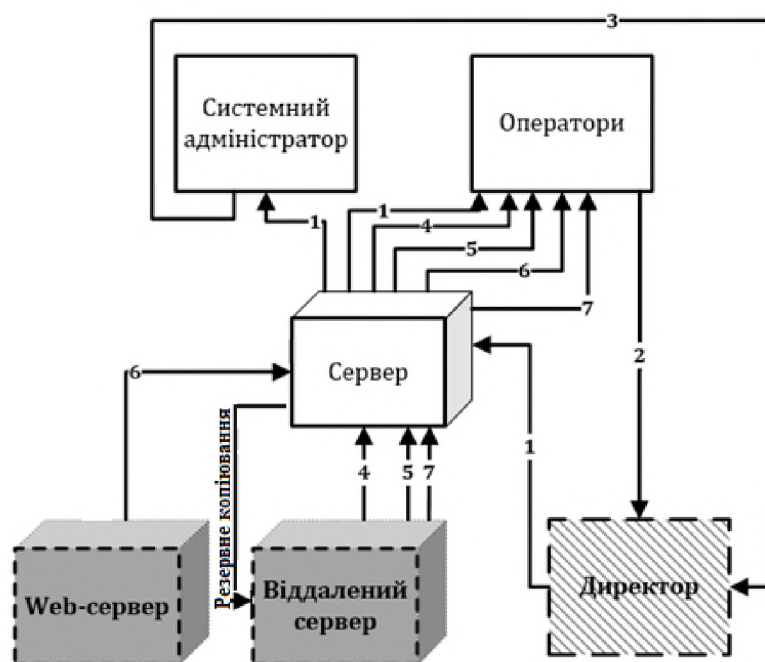 3
Системний
адміністратор
Оператори
1
1
4
5
6
7
2
6
Сервер
1
Резервне копіювання
4
5
7
Web-сервер
Віддалений
сервер
Директор